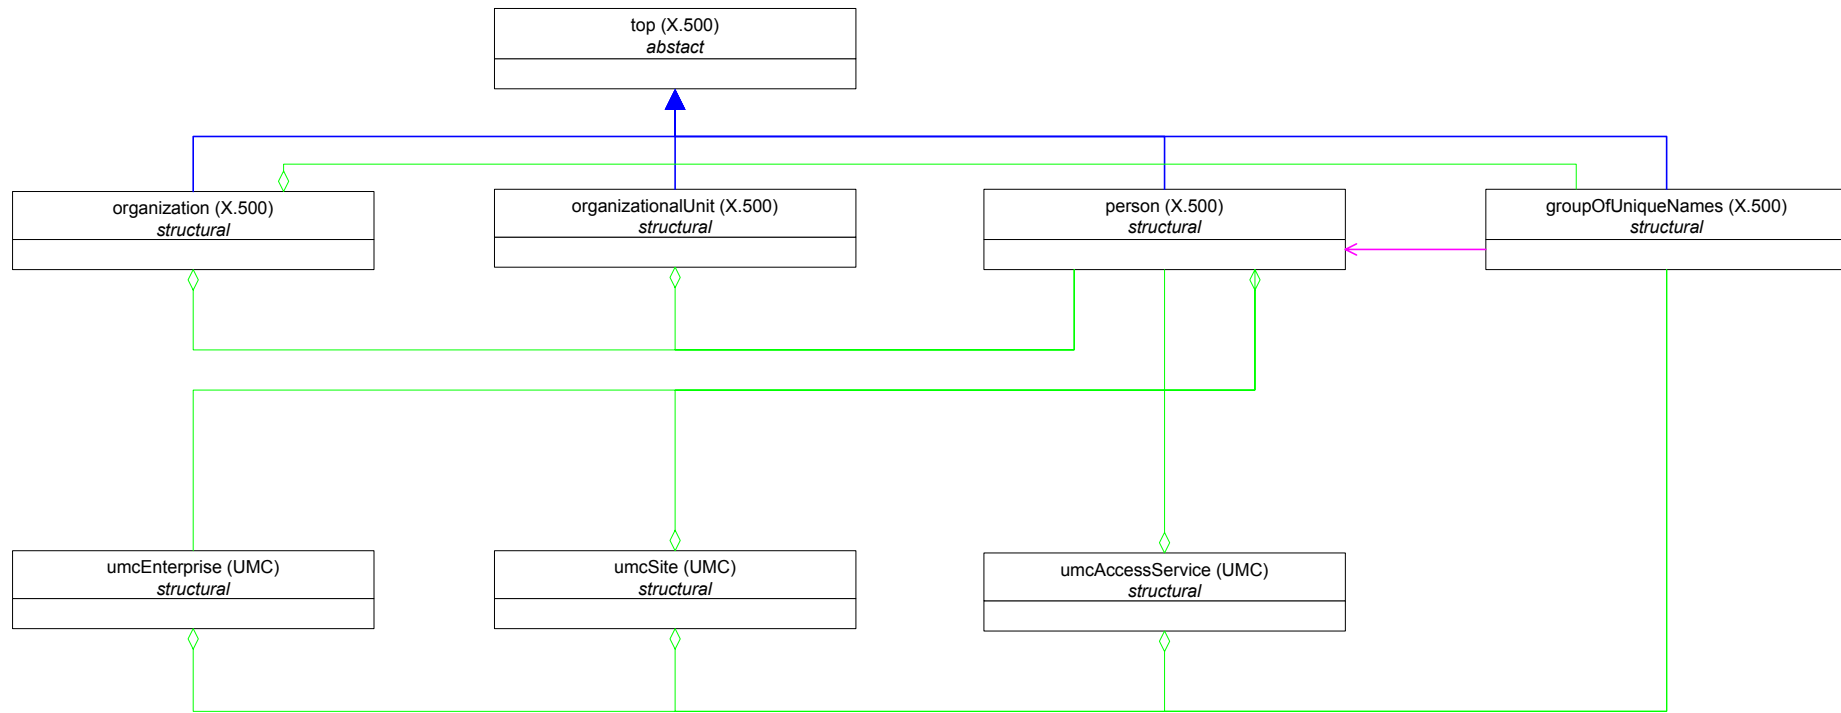 top (X.500)
abstact
organization (X.500)
structural
organizationalUnit (X.500)
structural
person (X.500)
structural
groupOfUniqueNames (X.500)
structural
umcEnterprise (UMC)
structural
umcSite (UMC)
structural
umcAccessService (UMC)
structural